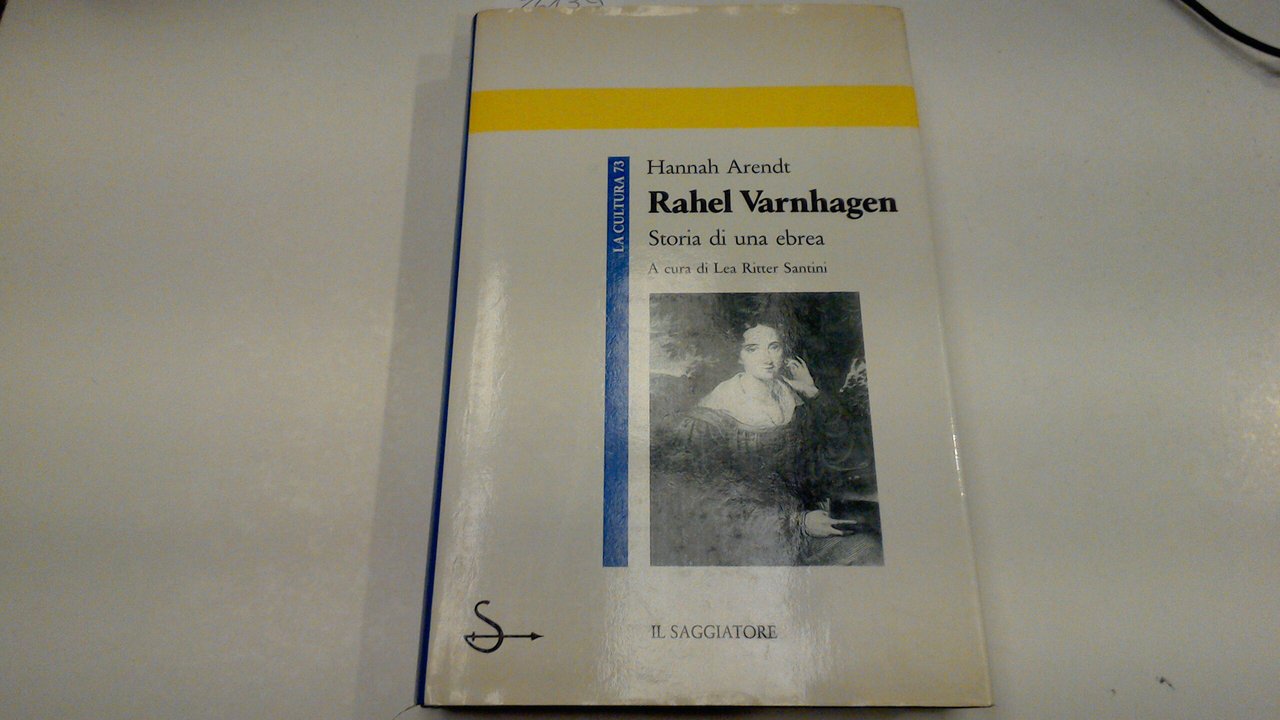 Hannah Arendt
Rahel Varnhagen
Storia di una ebrea
A cura di Lea Ritter Santini
LA CULTURA 73
IL SAGGIATORE